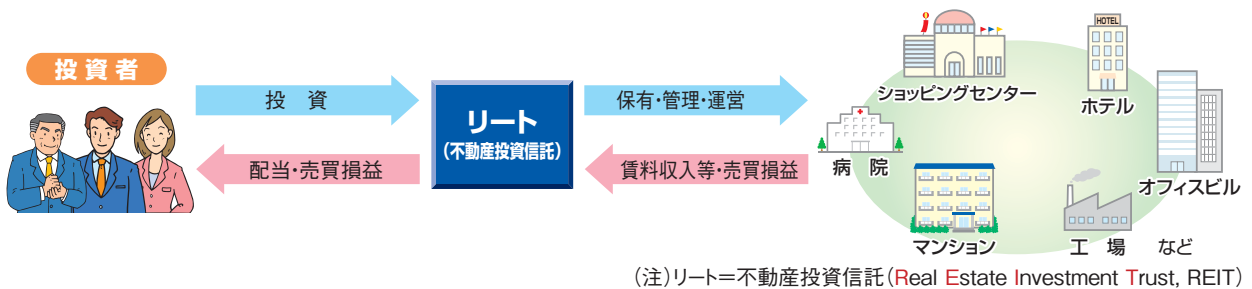 投資者
投 資
配当・売買損益
リート
(不動産投資信託)
保有・管理・運営
賃料収入等・売買損益
ショッピングセンター
HOTEL
ホテル
病 院
オフィスビル
マンション
工 場 など
(注)リート=不動産投資信託(Real Estate Investment Trust, REIT)